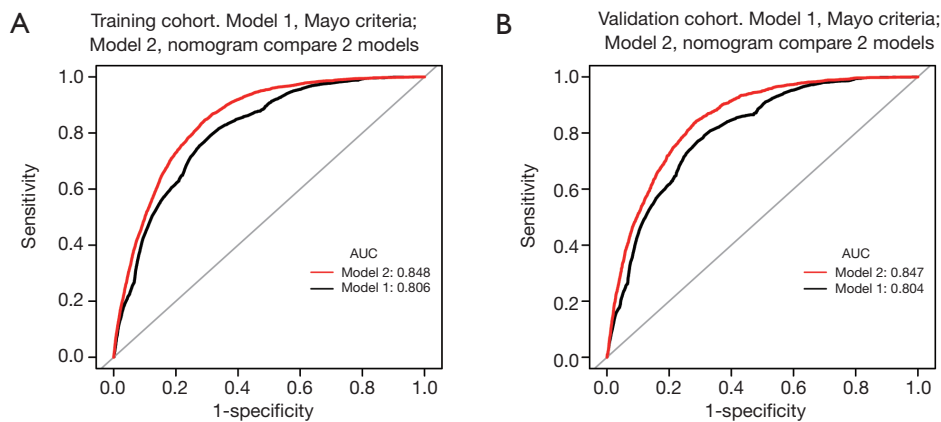 A
Training cohort. Model 1, Mayo criteria;
Model 2, nomogram compare 2 models
1.0
0.8
0.6
0.4
0.2
0.0
Sensitivity
AUC
Model 2: 0.848
Model 1: 0.806
0.0 0.2 0.4 0.6 0.8 1.0
1-specificity
B
Validation cohort. Model 1, Mayo criteria;
Model 2, nomogram compare 2 models
1.0
0.8
0.6
0.4
0.2
0.0
Sensitivity
AUC
Model 2: 0.847
Model 1: 0.804
0.0 0.2 0.4 0.6 0.8 1.0
1-specificity